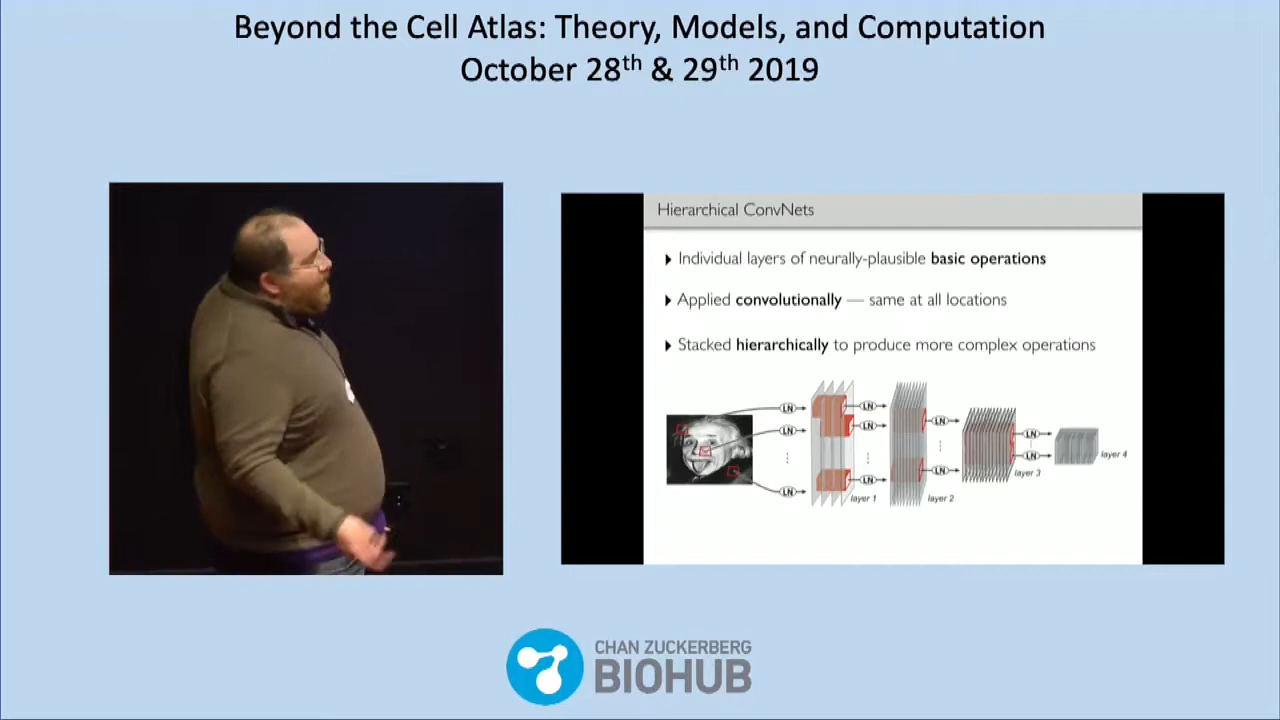 Beyond the Cell Atlas: Theory, Models, and Computation
October 28th & 29th 2019
Hierarchical ConvNets
Individual layers of neurally-plausible basic operations
Applied convolutionally — same at all locations
Stacked hierarchically to produce more complex operations
LN LN
LN LN LN LN
LN LN LN
layer 1 layer 2 layer 3 layer 4
CHAN ZUCKERBERG
BIOHUB